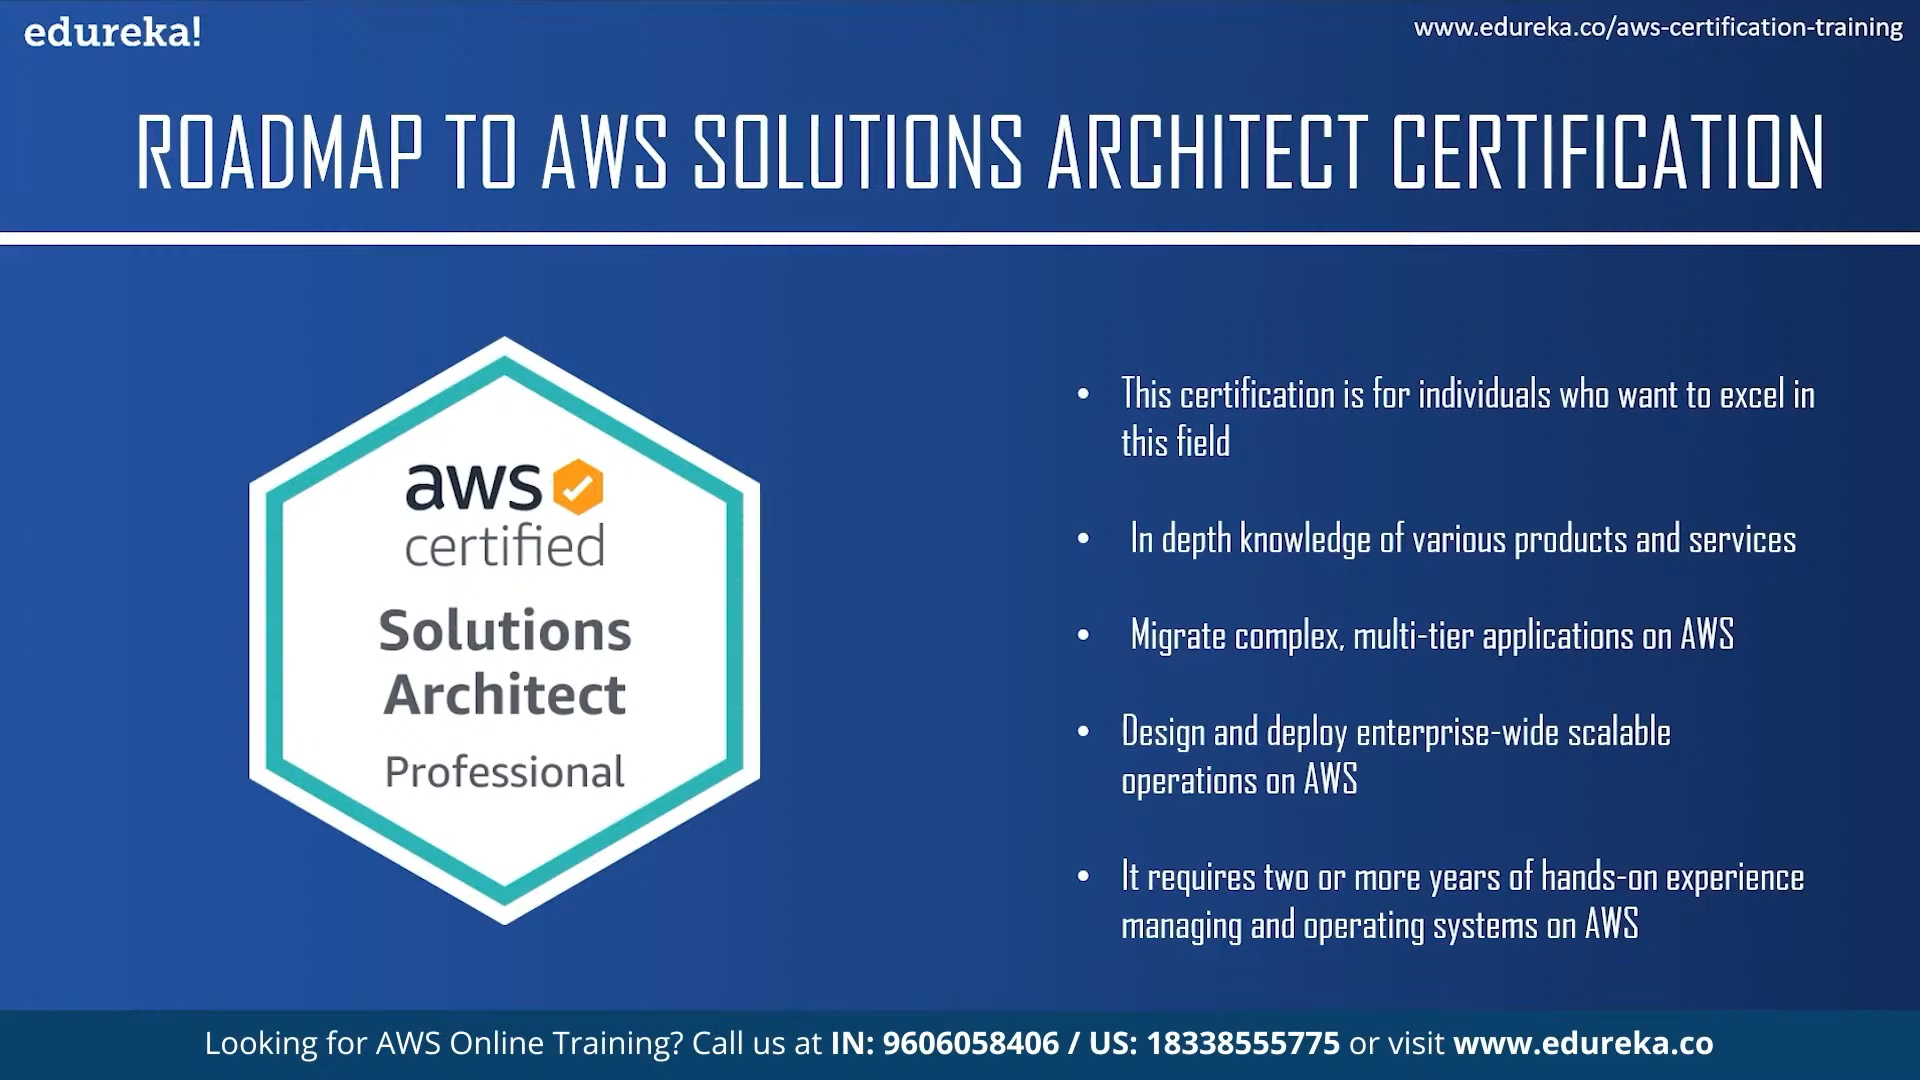 edureka!
www.edureka.co/aws-certification-training
ROADMAP TO AWS SOLUTIONS ARCHITECT CERTIFICATION
aws
certified
Solutions
Architect
Professional
• This certification is for individuals who want to excel in
this field
• In depth knowledge of various products and services
• Migrate complex, multi-tier applications on AWS
• Design and deploy enterprise-wide scalable
operations on AWS
• It requires two or more years of hands-on experience
managing and operating systems on AWS
Looking for AWS Online Training? Call us at IN: 9606058406 / US: 18338555775 or visit www.edureka.co